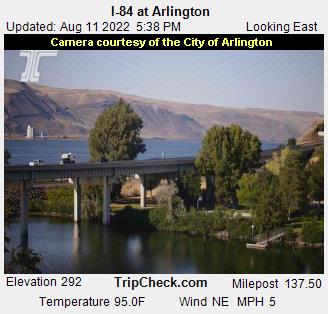 I-84 at Arlington
Updated: Aug 11 2022 5:38 PM Looking East
Camera courtesy of the City of Arlington
Elevation 292 TripCheck.com Milepost 137.50
Temperature 95.0F Wind NE MPH 5